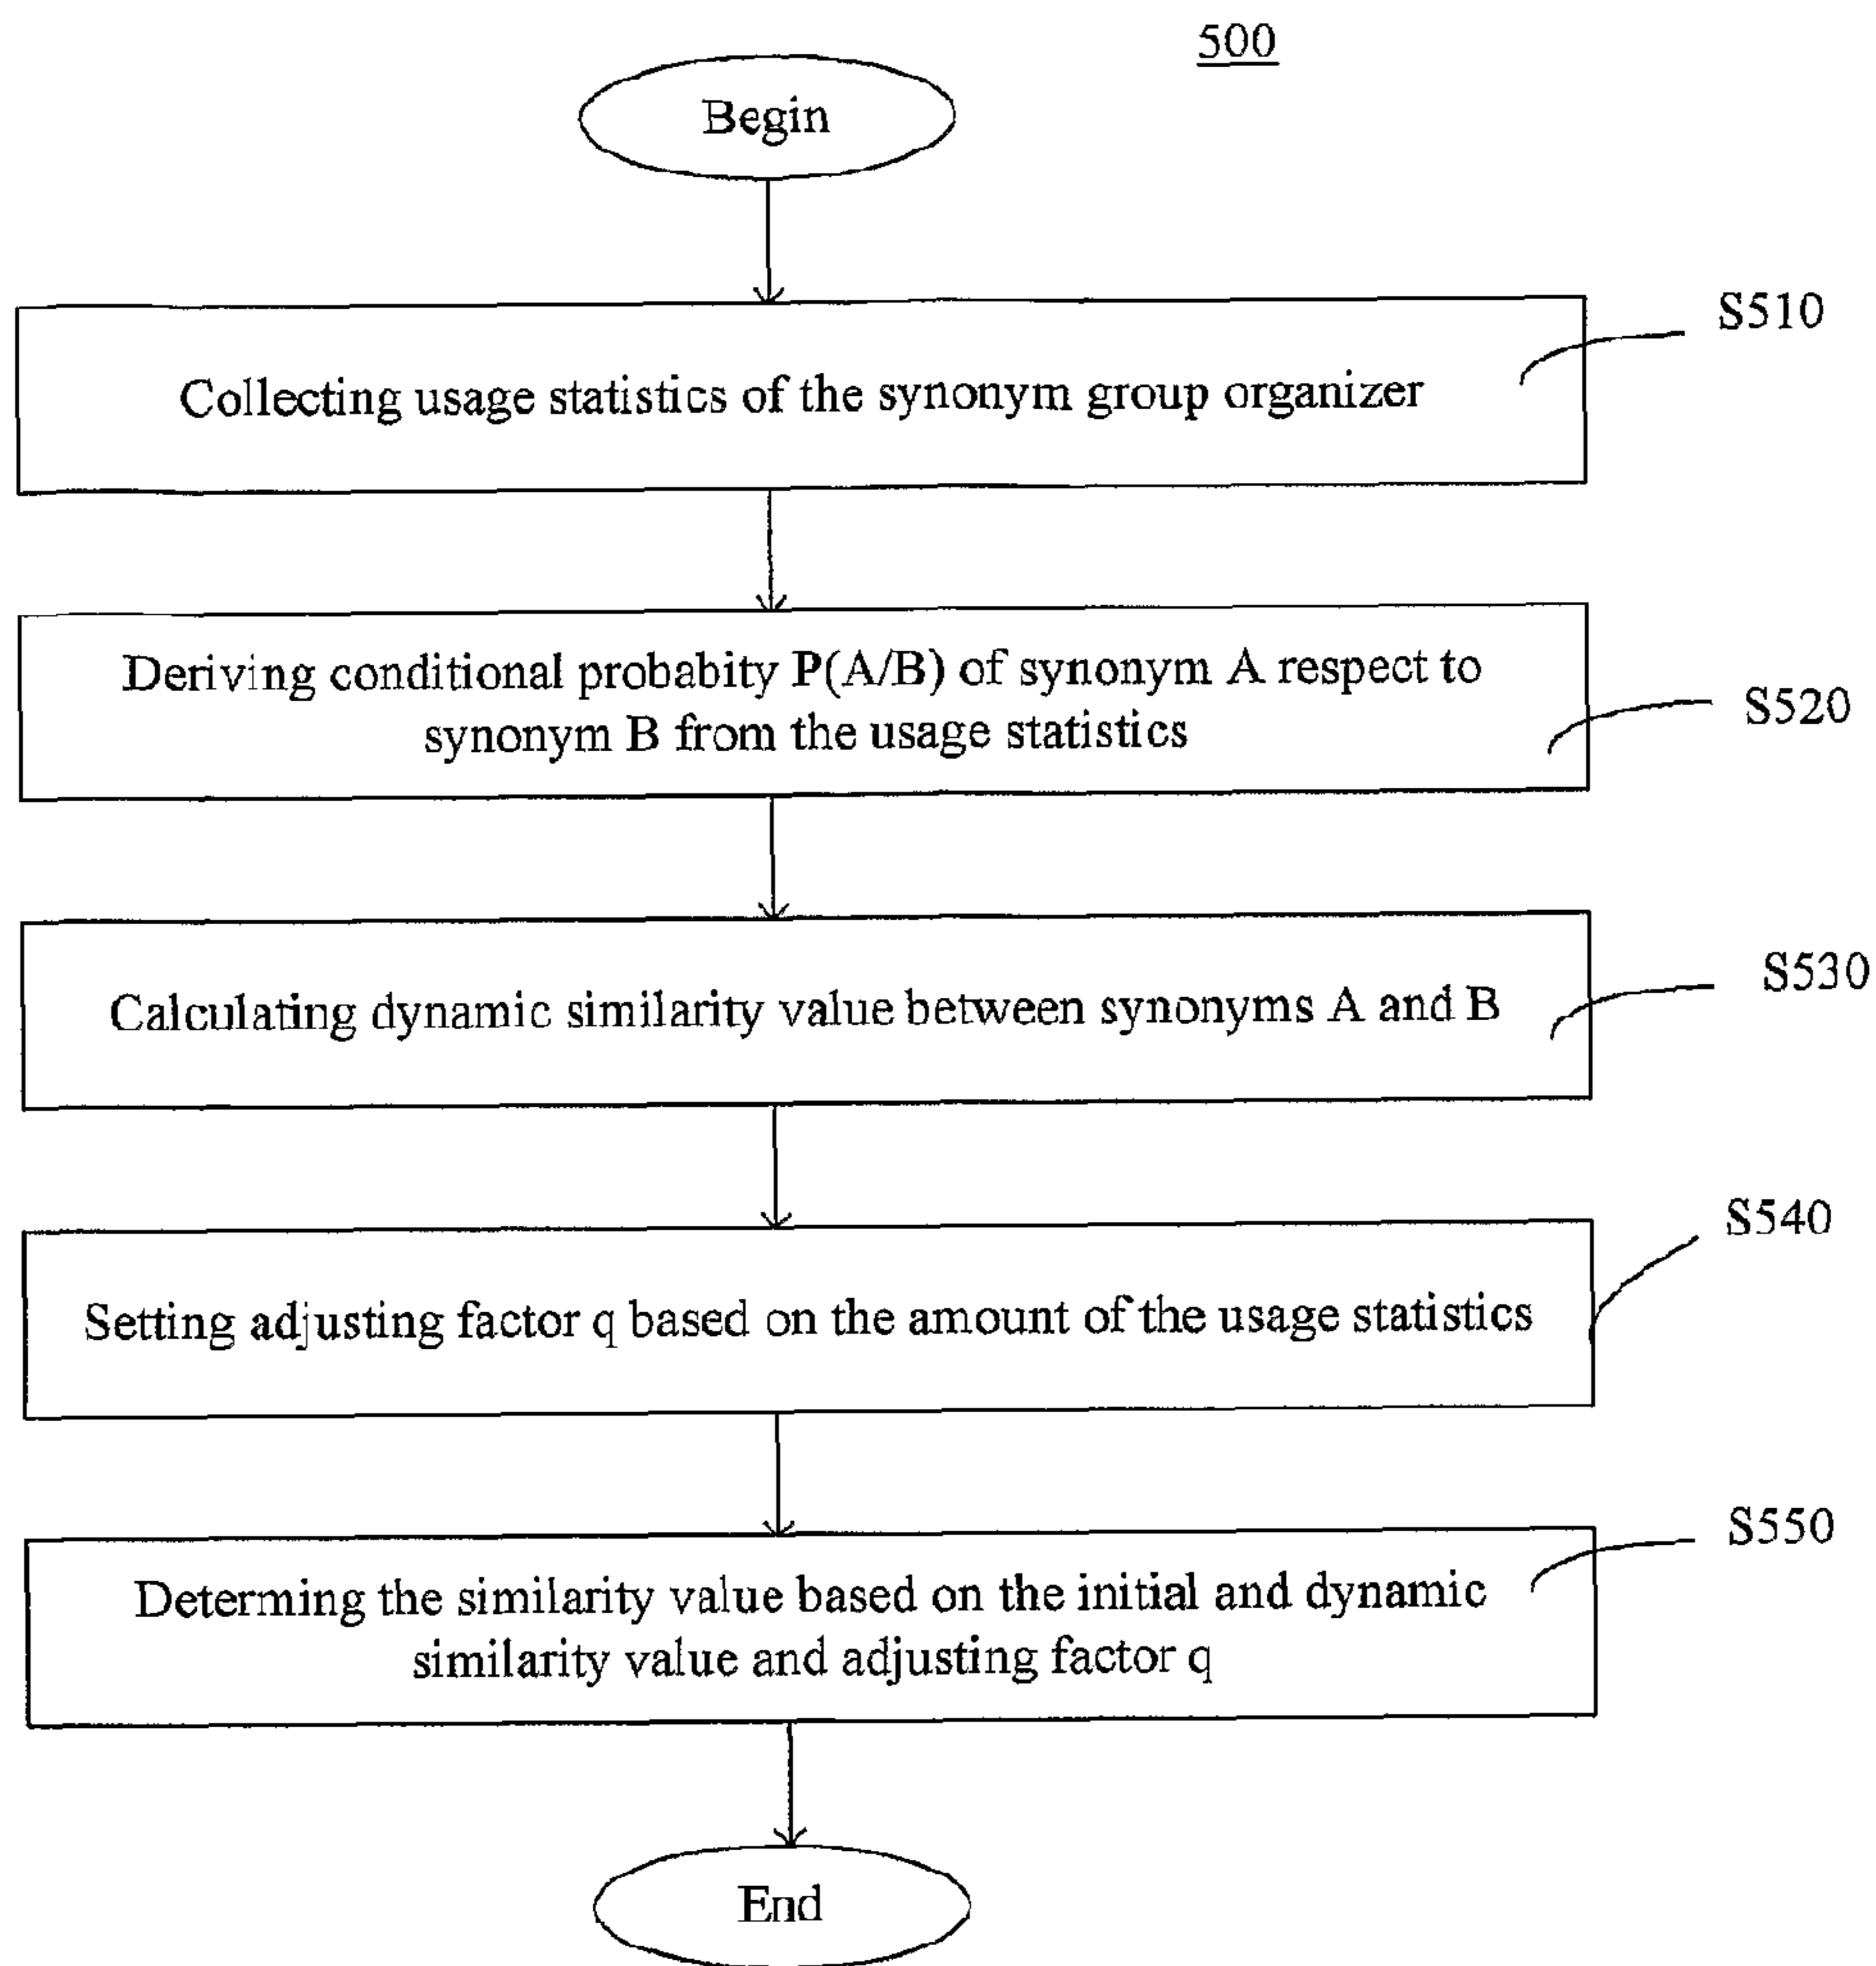 500
Begin
S510
Collecting usage statistics of the synonym group organizer
Deriving conditional probabity P(A/B) of synonym A respect to
synonym B from the usage statistics
S520
S530
Calculating dynamic similarity value between synonyms A and B
S540
Setting adjusting factor q based on the amount of the usage statistics
S550
Determing the similarity value based on the initial and dynamic
similarity value and adjusting factor q
End